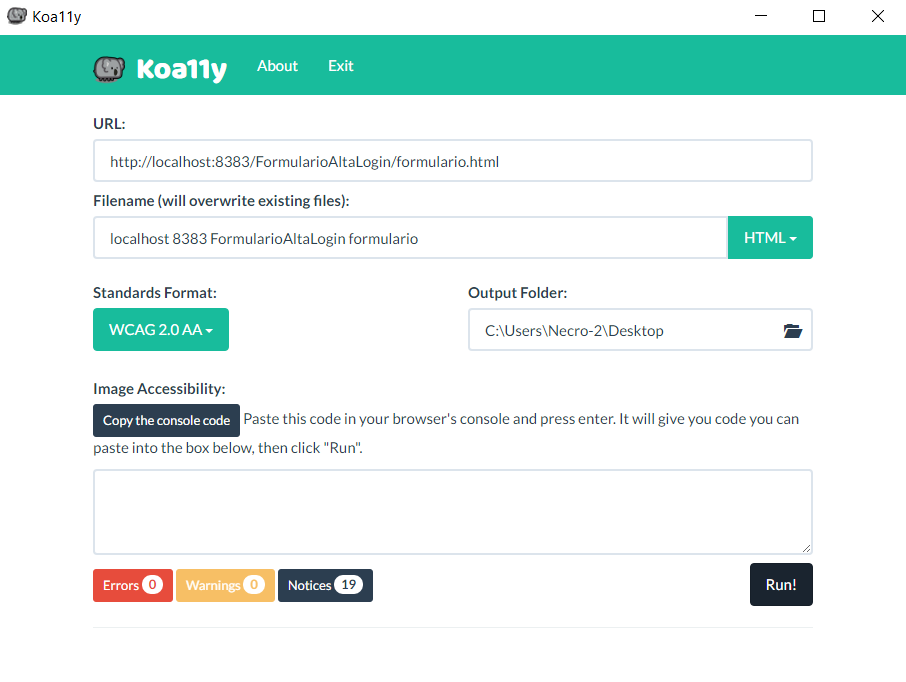 Koa11y
Koa11y About Exit
URL:
http://localhost:8383/FormularioAltaLogin/formulario.html
Filename (will overwrite existing files):
localhost 8383 FormularioAltaLogin formulario HTML
Standards Format: Output Folder:
WCAG 2.0 AA C:\Users\Necro-2\Desktop
Image Accessibility:
Copy the console code Paste this code in your browser's console and press enter. It will give you code you can
paste into the box below, then click "Run".
Errors 0 Warnings 0 Notices 19 Run!